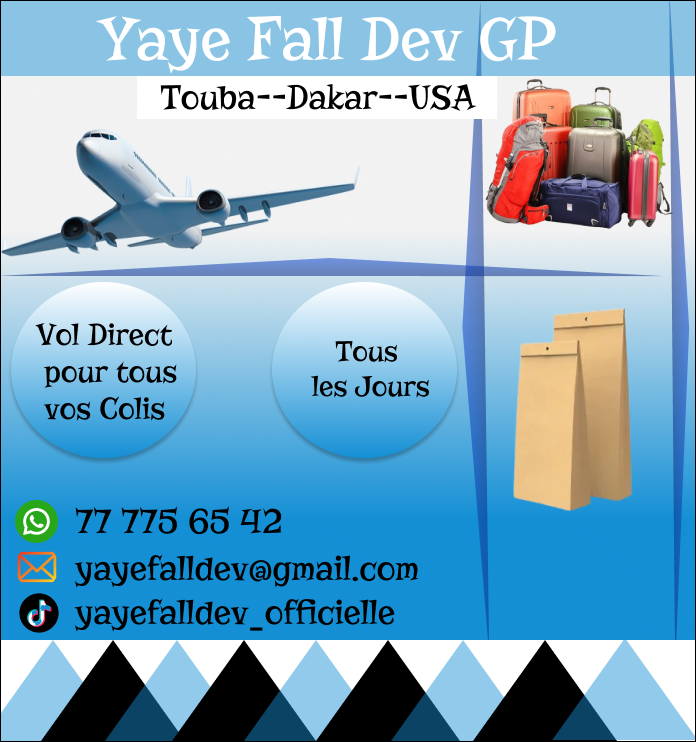 Yaye Fall Dev GP
Touba--Dakar--USA
Vol Direct
pour tous
vos Colis
Tous
les Jours
77 775 65 42
yayefalldev@gmail.com
yayefalldev_officielle